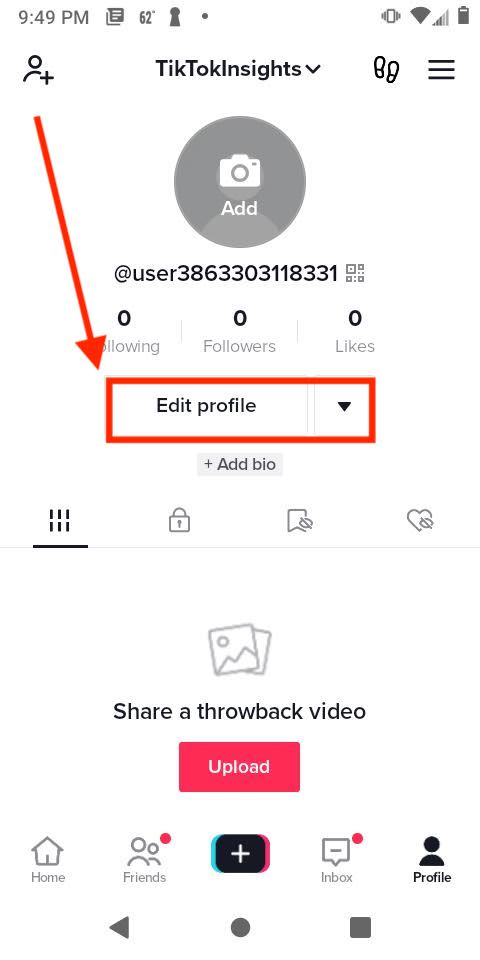 9:49 PM 62°
TikTokInsights
Add
@user3863303118331
0 0 0
ollowing Followers Likes
Edit profile
+ Add bio
Share a throwback video
Upload
Home Friends Inbox Profile